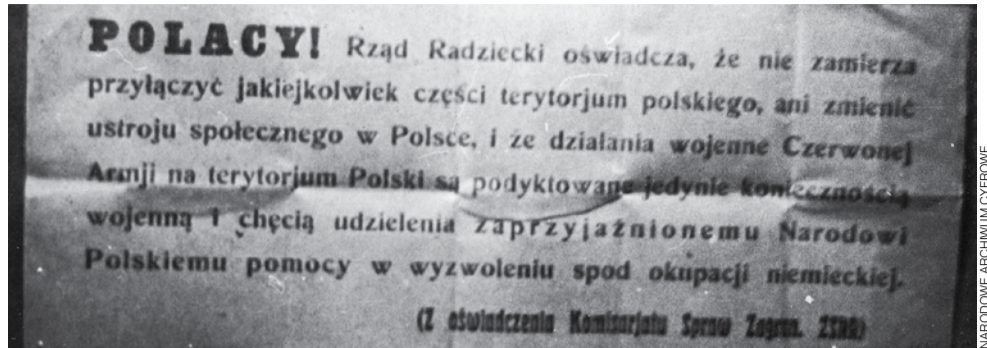 POLACY! Rząd Radziecki oświadcza, że nie zamierza
przyłączyć jakiejkolwiek części terytorjum polskiego, ani zmienić
ustroju społecznego w Polsce, i że działania wojenne Czerwonej
Armji na terytorjum Polski są podyktowane jedynie koniecznością
wojenną i chęcią udzielenia zaprzyjaźnionemu Narodowi
Polskiemu pomocy w wyzwoleniu spod okupacji niemieckiej.
(Z oświadczenia Komisarjatu Spraw Zagran. ZSRR)
NARODOWE ARCHIWUM CYFROWE